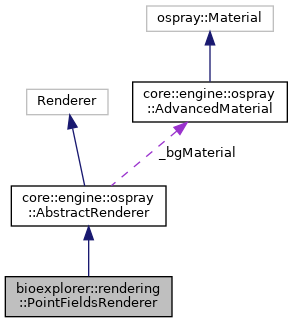 ospray::Material
Renderer
core::engine::ospray
::AdvancedMaterial
_bgMaterial
core::engine::ospray
::AbstractRenderer
bioexplorer::rendering
::PointFieldsRenderer